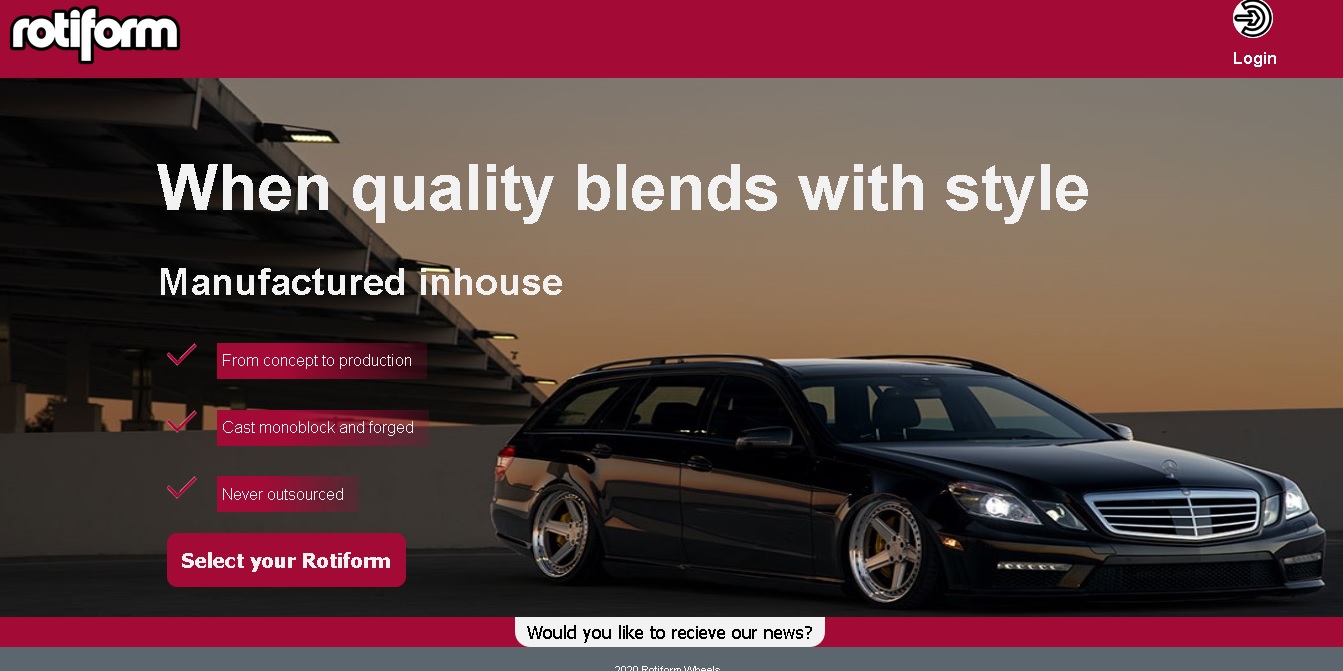 rotiform
Login
When quality blends with style
Manufactured inhouse
From concept to production
Cast monoblock and forged
Never outsourced
Select your Rotiform
Would you like to recieve our news?
2020 Rotiform Wheels